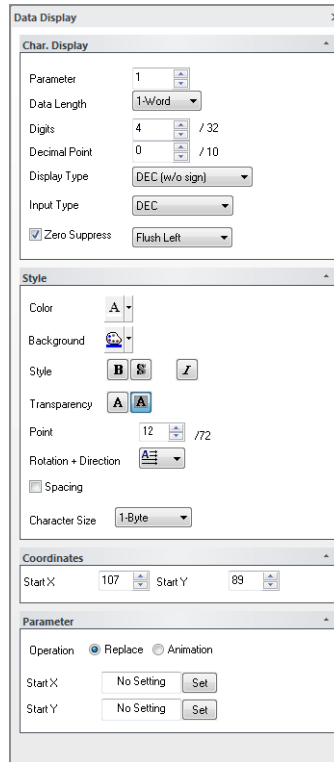 Data Display
Char. Display
Parameter 1
Data Length 1-Word
Digits 4 / 32
Decimal Point 0 / 10
Display Type DEC (w/o sign)
Input Type DEC
Zero Suppress Flush Left
Style
Color A
Background
Style B S I
Transparency A A
Point 12 /72
Rotation + Direction A
Spacing
Character Size 1-Byte
Coordinates
Start X 107 Start Y 89
Parameter
Operation Replace Animation
Start X No Setting Set
Start Y No Setting Set